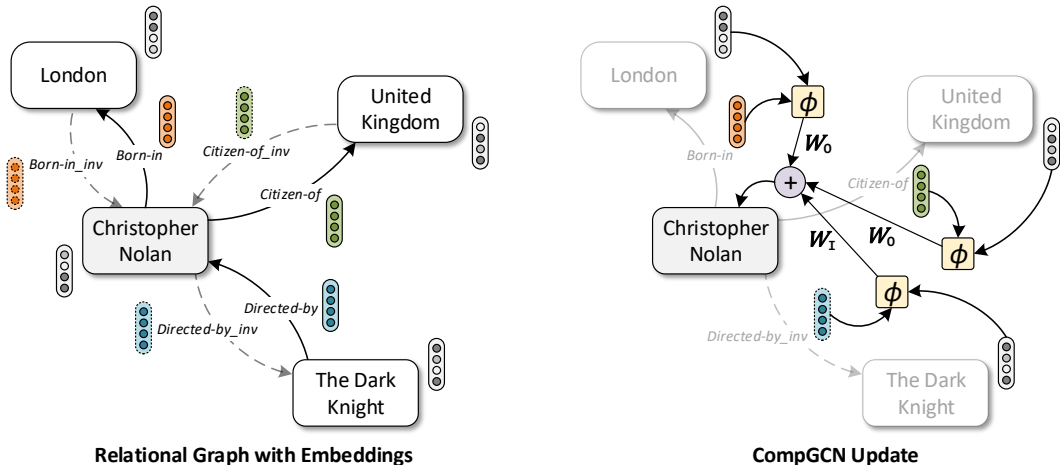 London
United
Kingdom
Born-in_inv
Born-in
Citizen-of_inv
Citizen-of
Christopher
Nolan
Directed-by
Directed-by_inv
The Dark
Knight
Relational Graph with Embeddings
London
United
Kingdom
ϕ
Born-in
W_O
Citizen-of
+
Christopher
Nolan
W_I
W_O
ϕ
ϕ
Directed-by_inv
The Dark
Knight
CompGCN Update